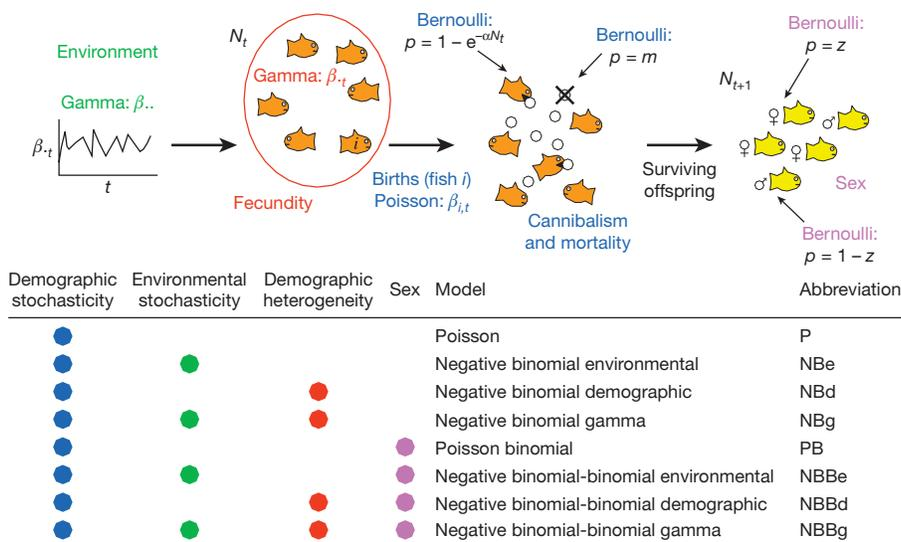 Environment
Gamma: β..
β.t
t
Nt
Gamma: β.t
i
Fecundity
Births (fish i)
Poisson: βi,t
Bernoulli:
p = 1 – e–αNt
Bernoulli:
p = m
Cannibalism
and mortality
Surviving
offspring
Bernoulli:
p = z
Nt+1
♀ ♂
♀ ♀
♂
Sex
Bernoulli:
p = 1 – z
Demographic stochasticity Environmental stochasticity Demographic heterogeneity Sex Model Abbreviation
Poisson P
Negative binomial environmental NBe
Negative binomial demographic NBd
Negative binomial gamma NBg
Poisson binomial PB
Negative binomial-binomial environmental NBBe
Negative binomial-binomial demographic NBBd
Negative binomial-binomial gamma NBBg